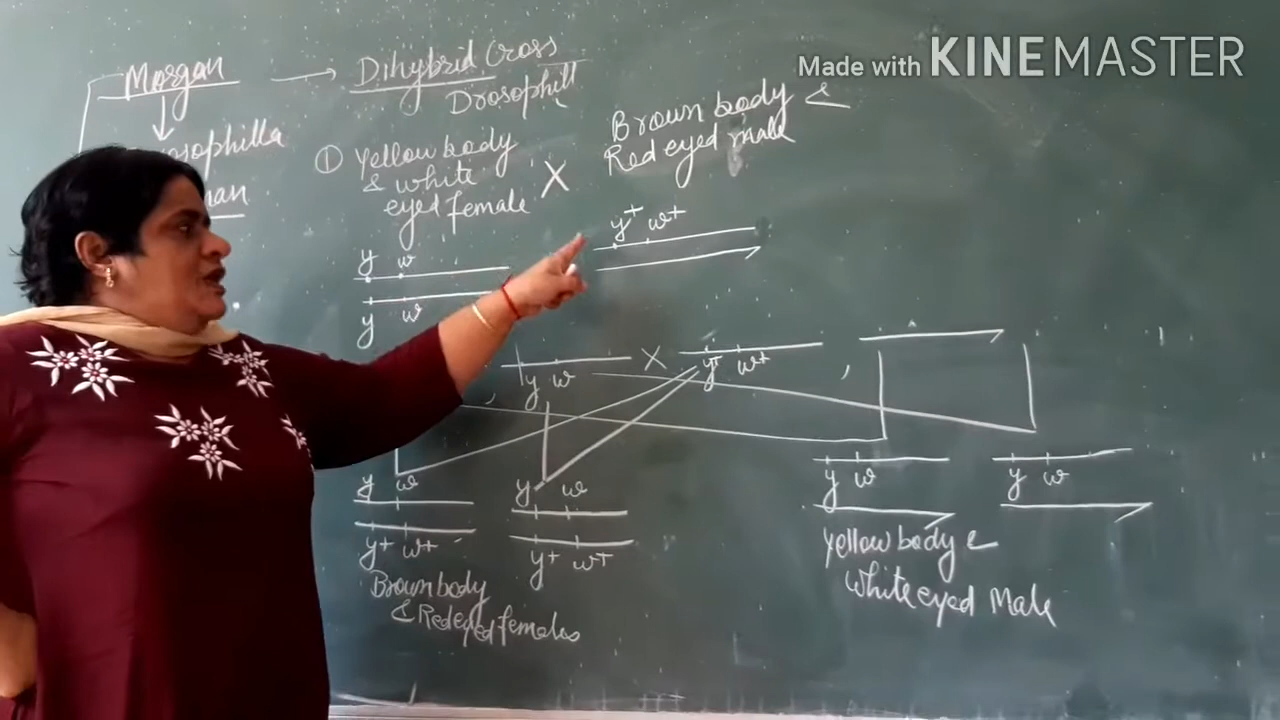 Made with KINEMASTER
Morgan → Dihybrid Cross
Drosophill
① Yellow body
& white
eyed female
X
Brown body &
Red eyed male
y w
y w
y+ w+
y w X y+ w+ ,
y w
y+ w+
Brown body
& Red eyed females
y w
y+ w+
y w
Yellow body &
White eyed Male
y w